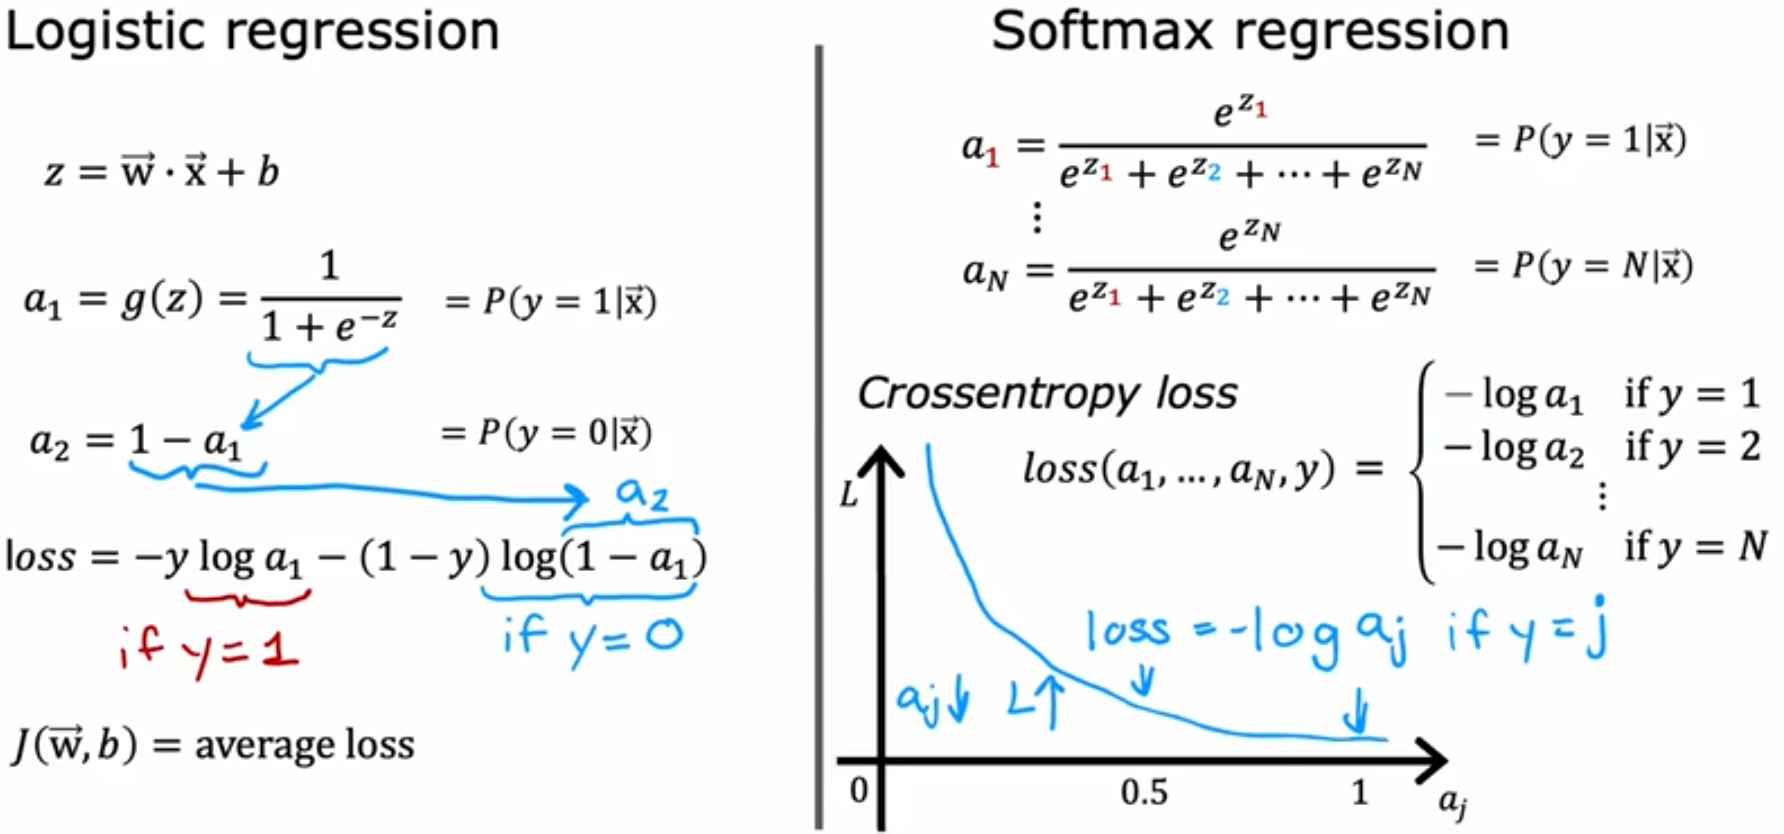 Logistic regression
z = w⃗ · x⃗ + b
a₁ = g(z) = 1 / (1 + e⁻ᶻ) = P(y = 1|x⃗)
a₂ = 1 − a₁ = P(y = 0|x⃗)
a₂
loss = −y log a₁ − (1 − y) log(1 − a₁)
if y=1
if y=0
J(w⃗, b) = average loss
Softmax regression
a₁ = e^{z₁} / (e^{z₁} + e^{z₂} + ⋯ + e^{z_N}) = P(y = 1|x⃗)
⋮
a_N = e^{z_N} / (e^{z₁} + e^{z₂} + ⋯ + e^{z_N}) = P(y = N|x⃗)
Crossentropy loss
loss(a₁, …, a_N, y) = {
− log a₁ if y = 1
− log a₂ if y = 2
⋮
− log a_N if y = N
L
loss = -log aⱼ if y = j
aⱼ↓ L↑
0 0.5 1 aⱼ